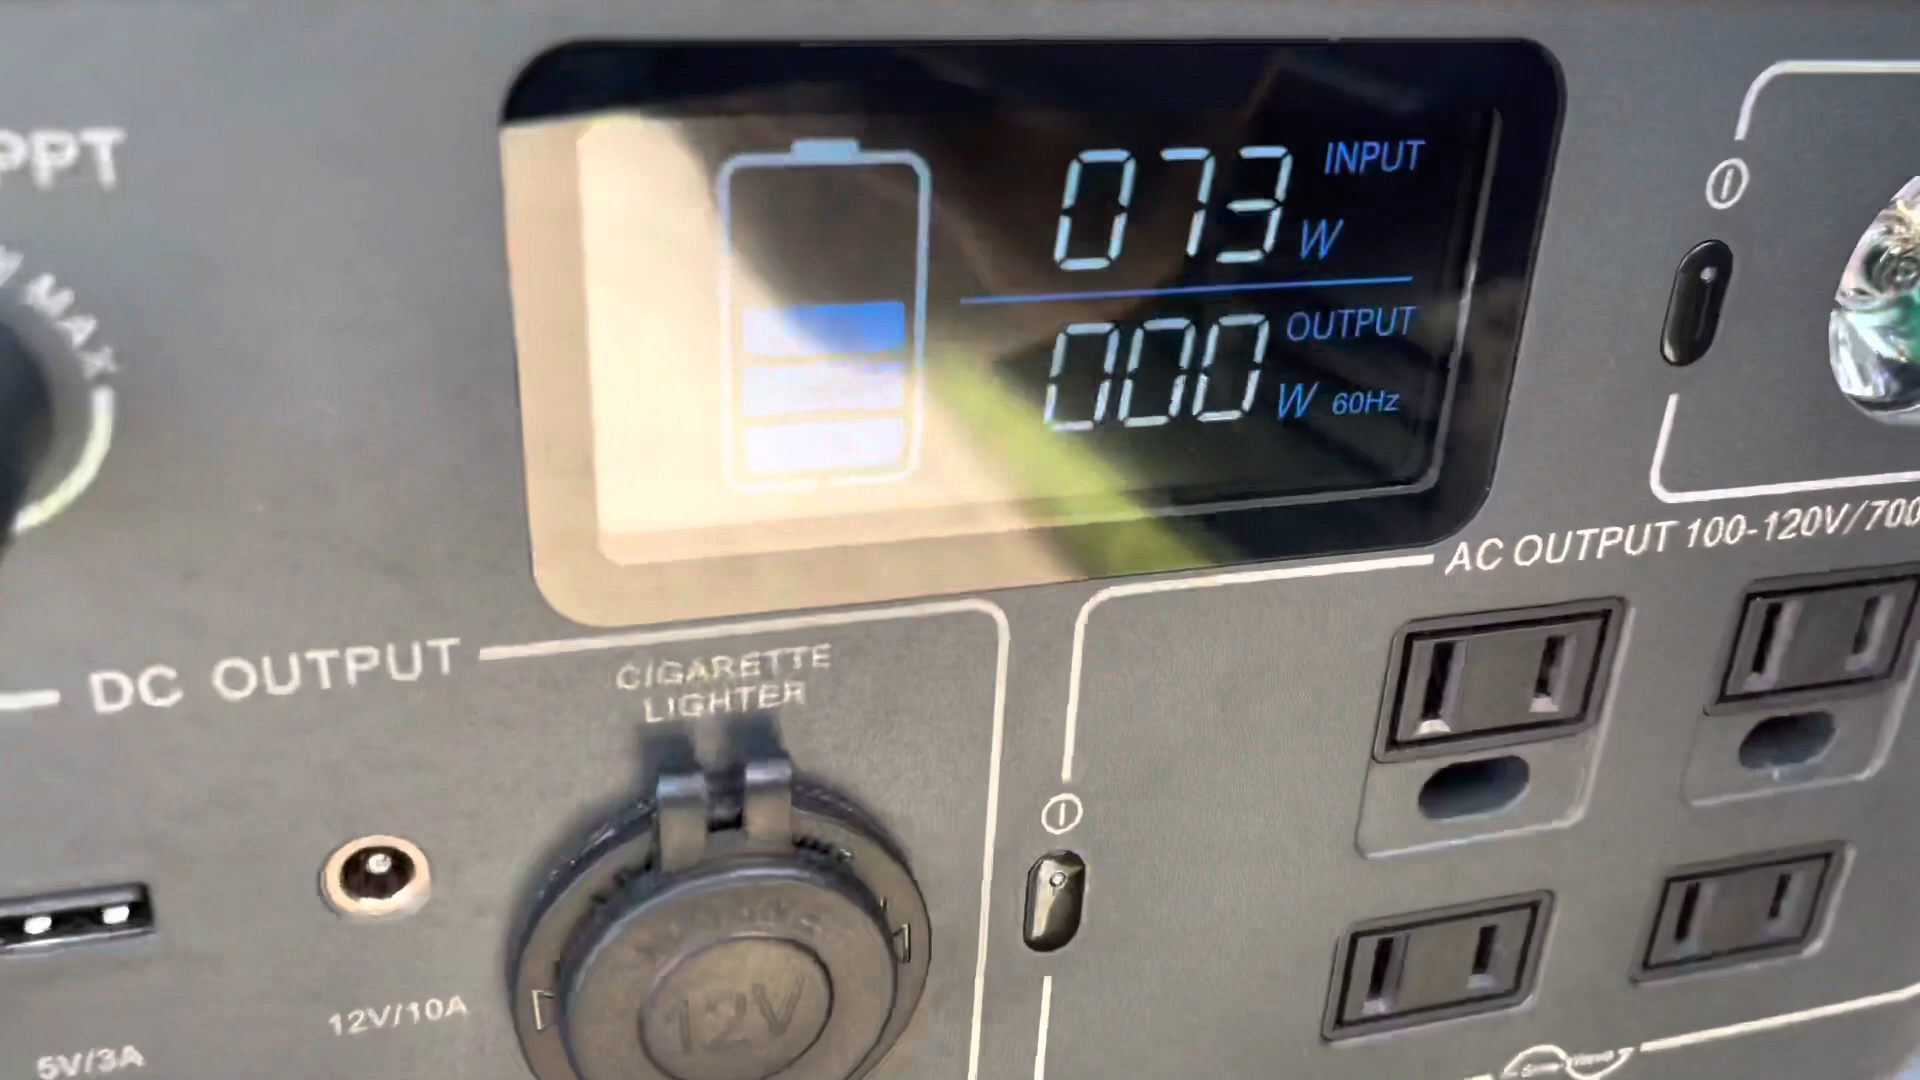 PPT
MAX
073 W INPUT
000 W 60Hz OUTPUT
AC OUTPUT 100-120V/700
DC OUTPUT
CIGARETTE
LIGHTER
12V
12V/10A
5V/3A